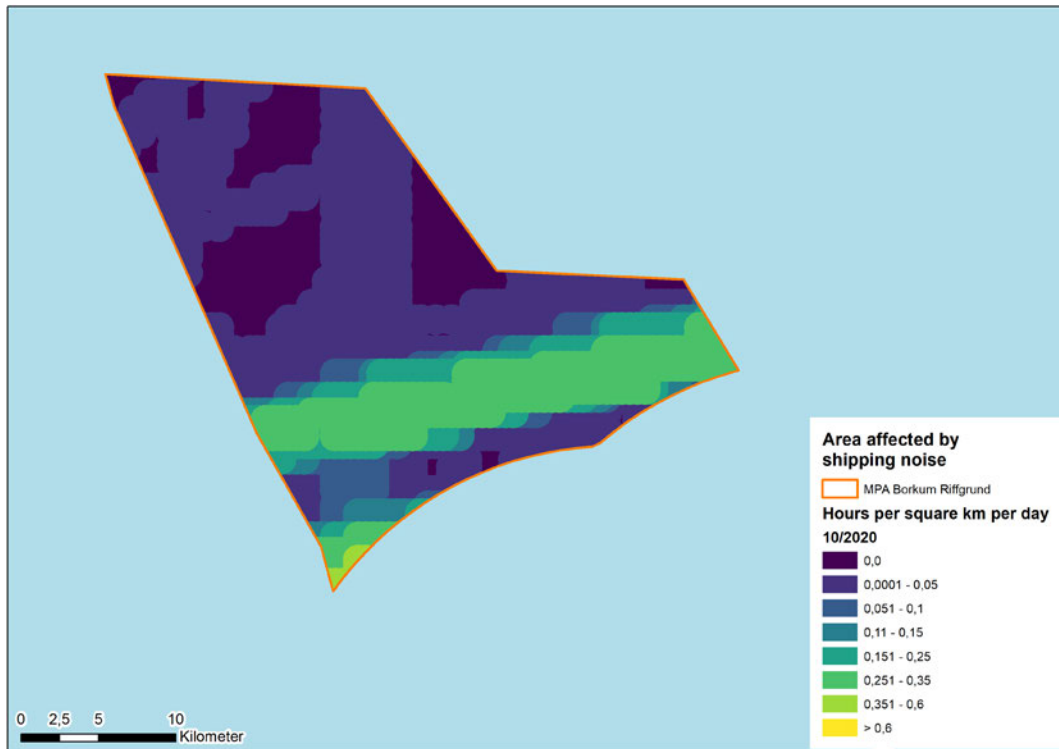 Area affected by
shipping noise
MPA Borkum Riffgrund
Hours per square km per day
10/2020
0,0
0,0001 - 0,05
0,051 - 0,1
0,11 - 0,15
0,151 - 0,25
0,251 - 0,35
0,351 - 0,6
> 0,6
0 2,5 5 10
Kilometer